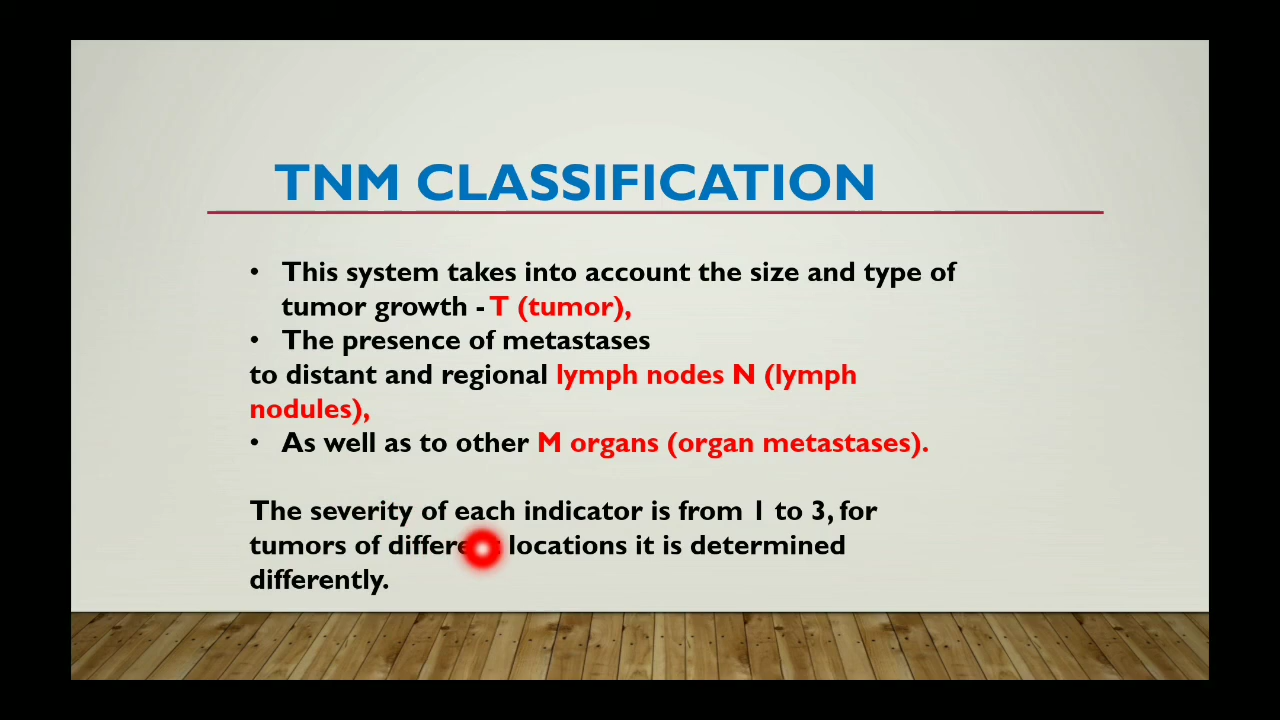 TNM CLASSIFICATION
• This system takes into account the size and type of
tumor growth - T (tumor),
• The presence of metastases
to distant and regional lymph nodes N (lymph
nodules),
• As well as to other M organs (organ metastases).
The severity of each indicator is from 1 to 3, for
tumors of different locations it is determined
differently.